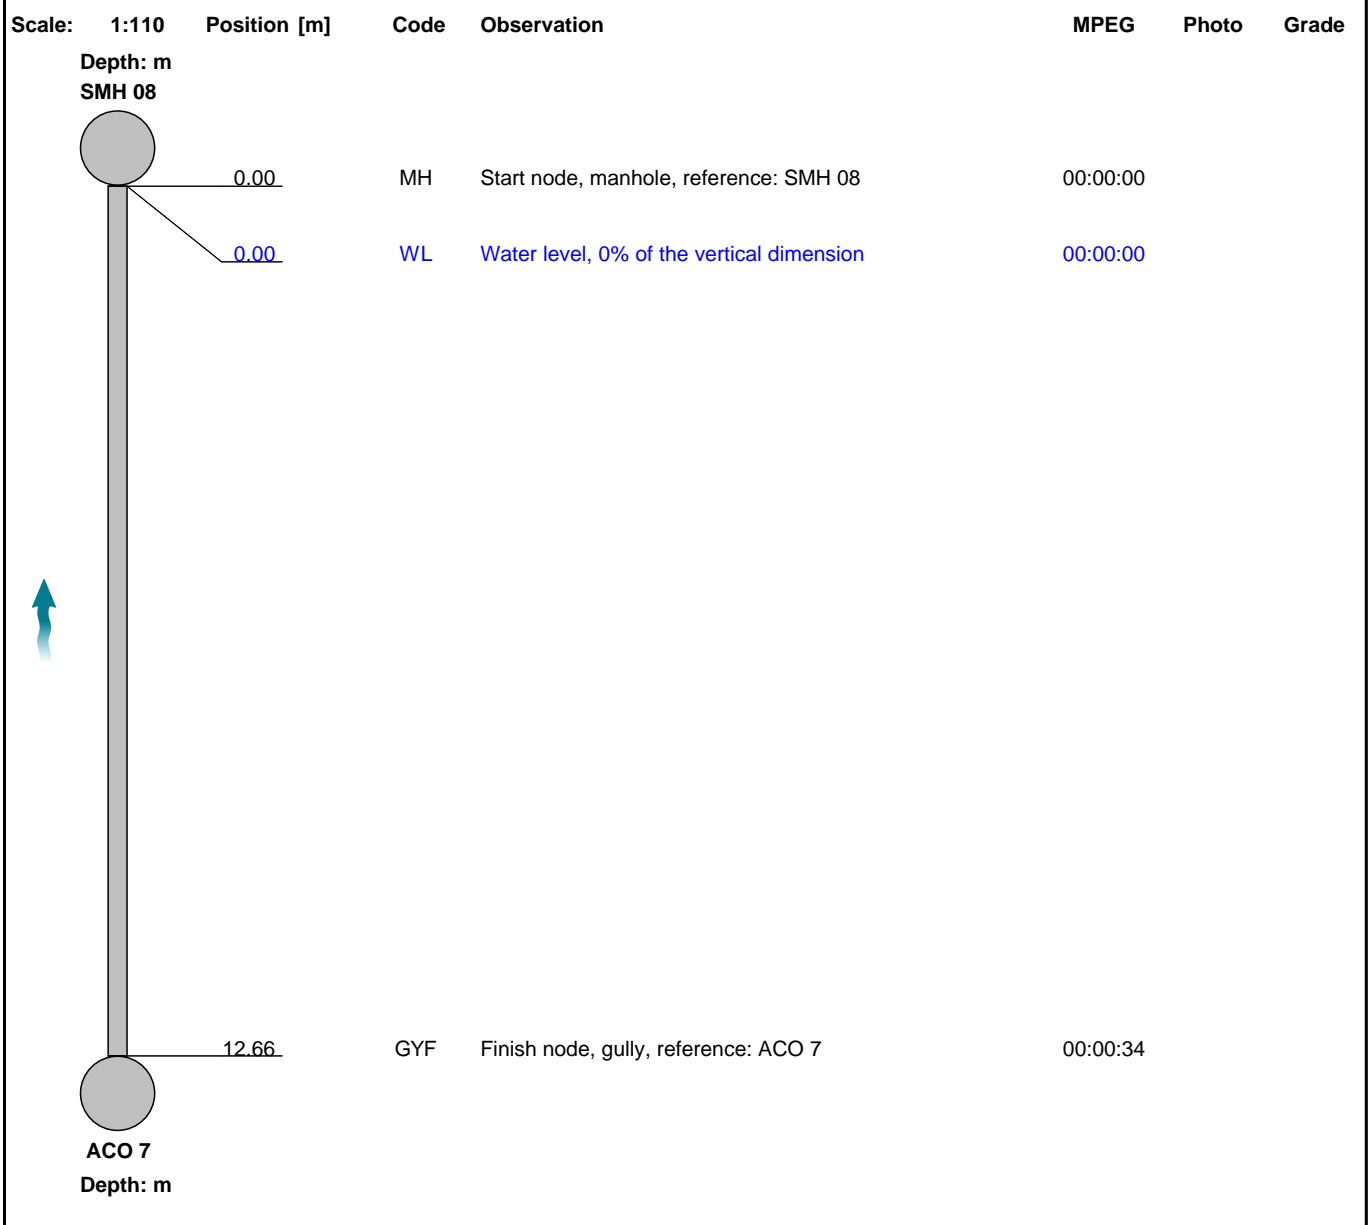 Scale: 1:110 Position [m] Code Observation MPEG Photo Grade
Depth: m
SMH 08
0.00 MH Start node, manhole, reference: SMH 08 00:00:00
0.00 WL Water level, 0% of the vertical dimension 00:00:00
12.66 GYF Finish node, gully, reference: ACO 7 00:00:34
ACO 7
Depth: m